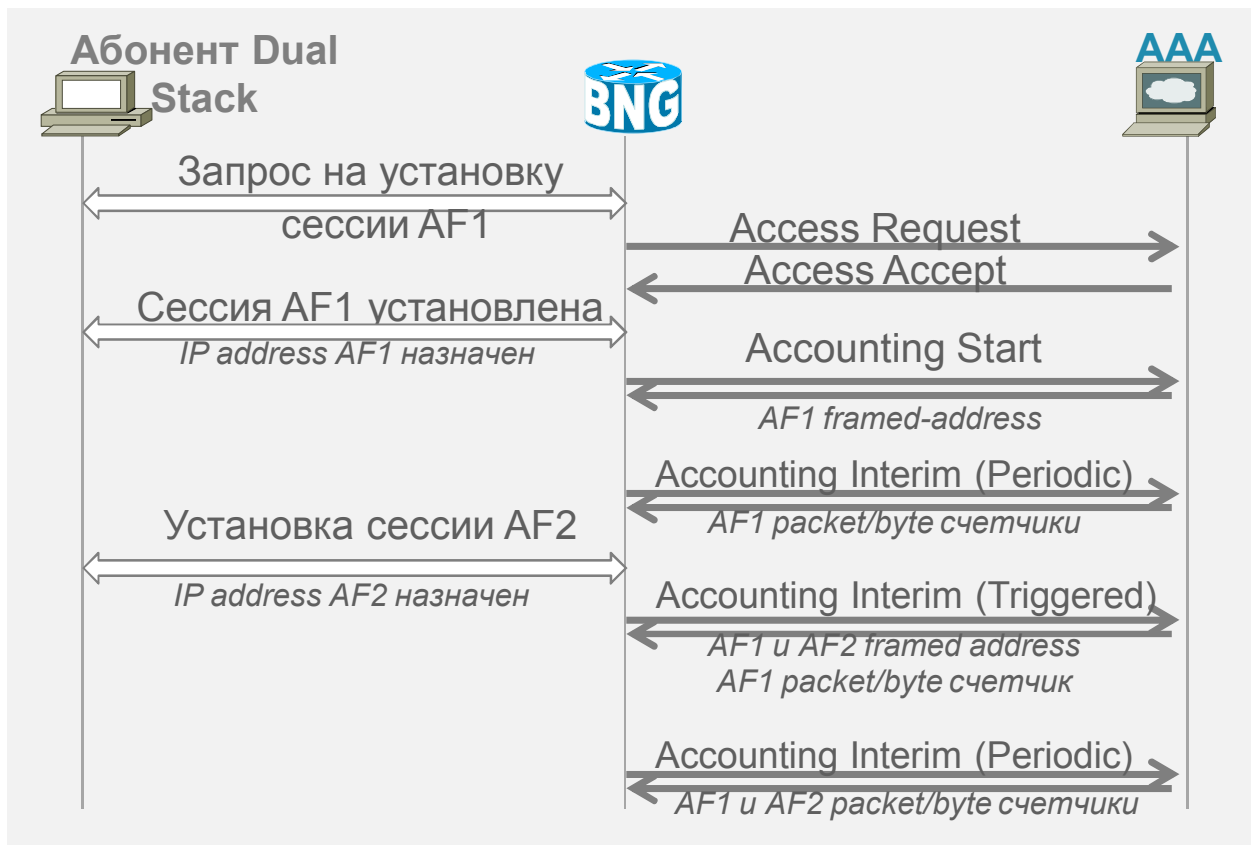 Абонент Dual
Stack
BNG
AAA
Запрос на установку
сессии AF1
Access Request
Access Accept
Сессия AF1 установлена
IP address AF1 назначен
Accounting Start
AF1 framed-address
Accounting Interim (Periodic)
AF1 packet/byte счетчики
Установка сессии AF2
IP address AF2 назначен
Accounting Interim (Triggered)
AF1 и AF2 framed address
AF1 packet/byte счетчик
Accounting Interim (Periodic)
AF1 и AF2 packet/byte счетчики